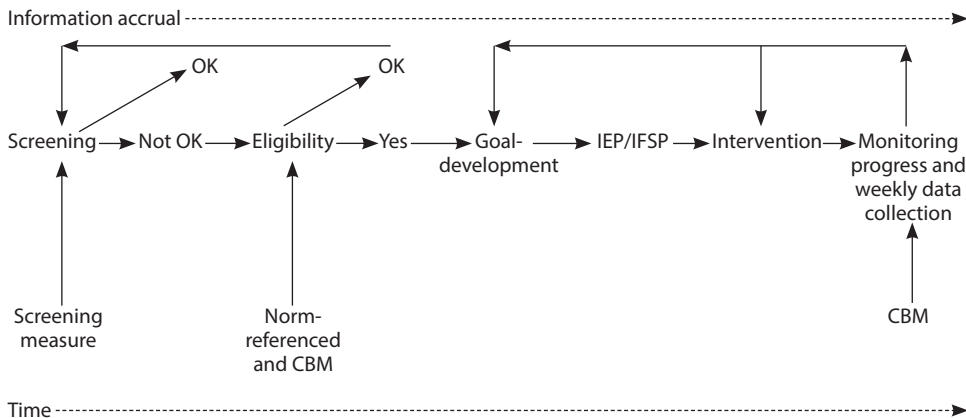 Information accrual
OK
OK
Screening
Not OK
Eligibility
Yes
Goal-
development
IEP/IFSP
Intervention
Monitoring
progress and
weekly data
collection
Screening
measure
Norm-
referenced
and CBM
CBM
Time